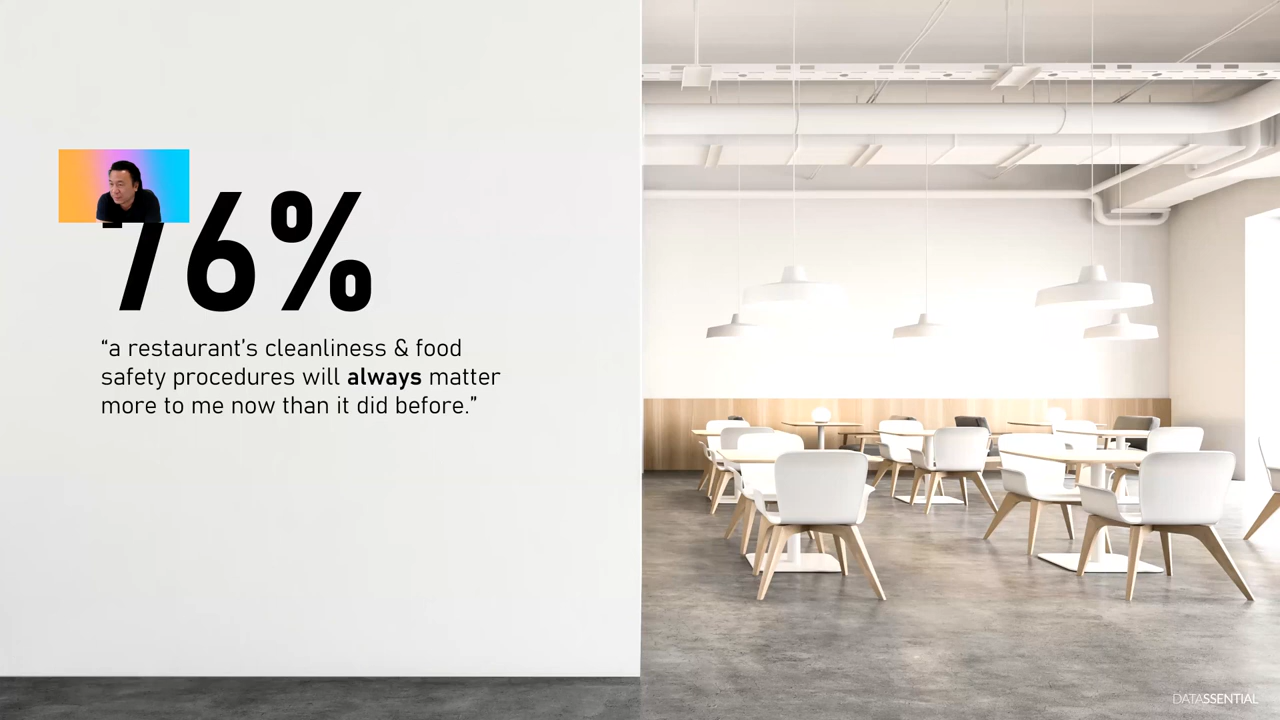 76%
“a restaurant’s cleanliness & food
safety procedures will always matter
more to me now than it did before.”
DATASSENTIAL